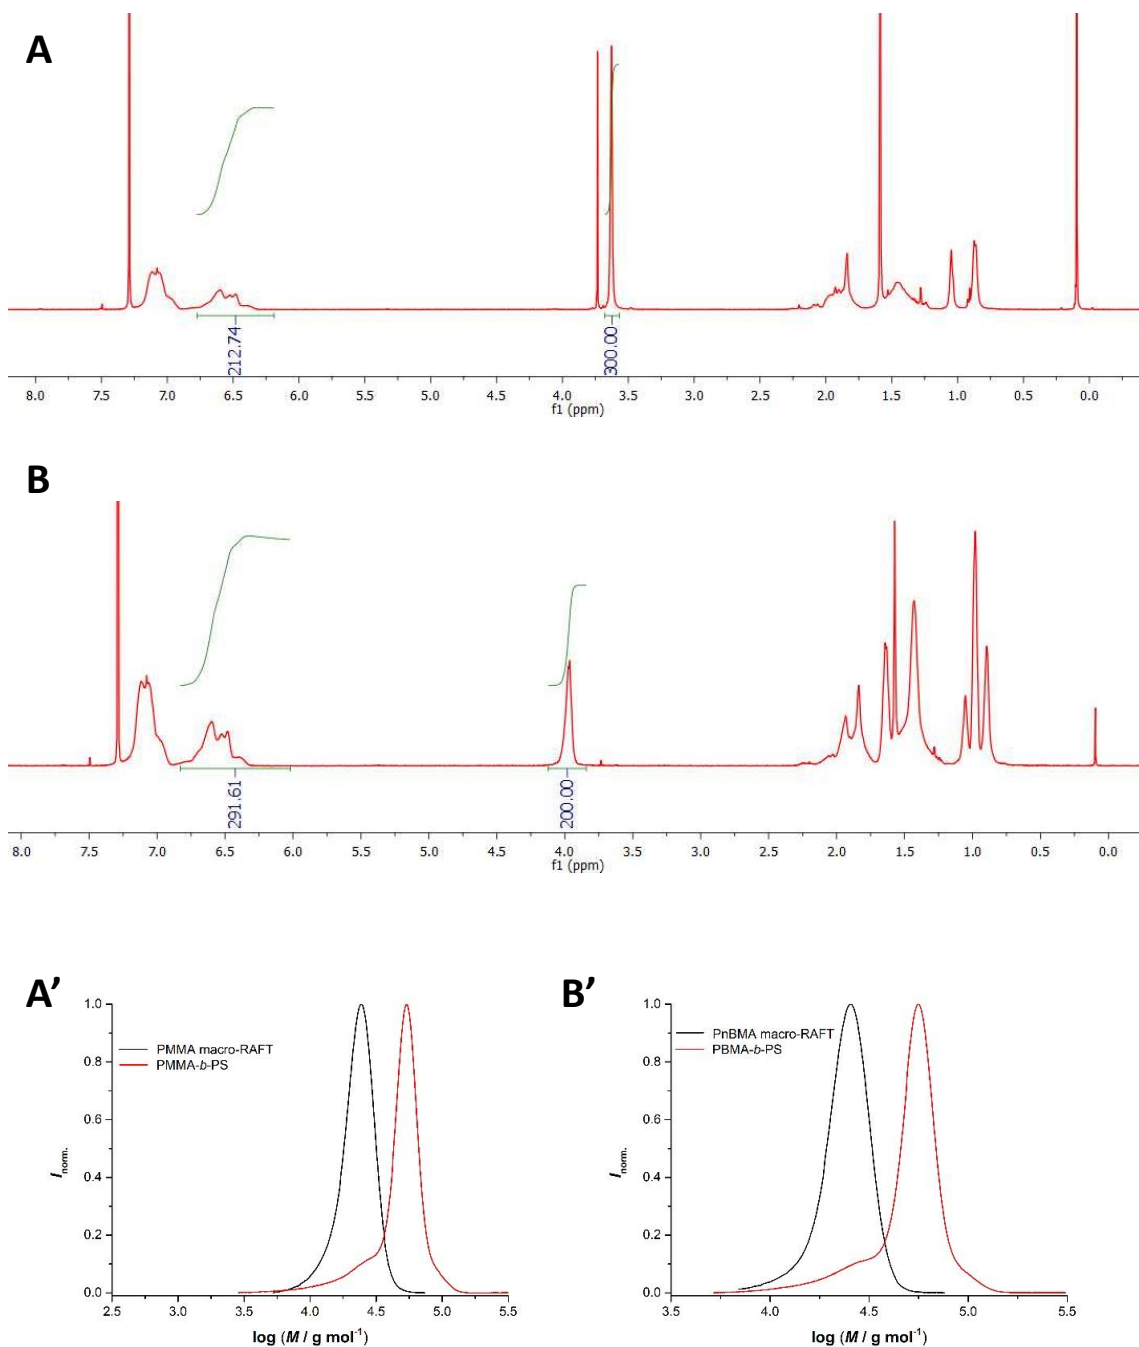 A
212.74
300.00
8.0 7.5 7.0 6.5 6.0 5.5 5.0 4.5 4.0 3.5 3.0 2.5 2.0 1.5 1.0 0.5 0.0
f1 (ppm)
B
291.61
200.00
8.0 7.5 7.0 6.5 6.0 5.5 5.0 4.5 4.0 3.5 3.0 2.5 2.0 1.5 1.0 0.5 0.0
f1 (ppm)
A’
1.0
0.8
0.6
0.4
0.2
0.0
I norm.
PMMA macro-RAFT
PMMA-b-PS
2.5 3.0 3.5 4.0 4.5 5.0 5.5
log (M / g mol⁻¹)
B’
1.0
0.8
0.6
0.4
0.2
0.0
I norm.
PnBMA macro-RAFT
PBMA-b-PS
3.5 4.0 4.5 5.0 5.5
log (M / g mol⁻¹)